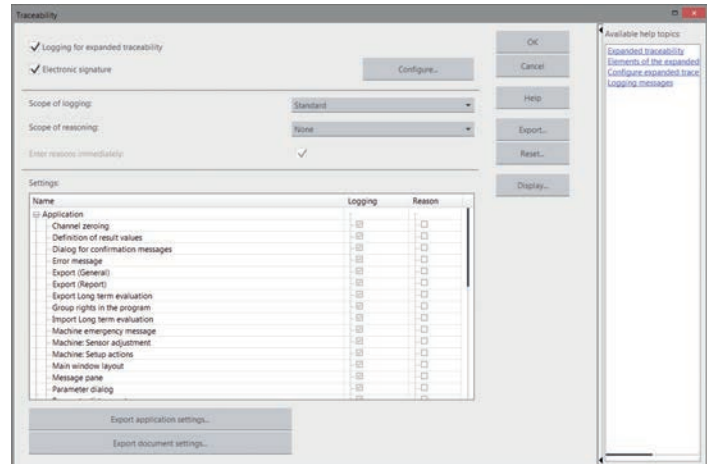 Traceability
Logging for expanded traceability
Electronic signature
Configure...
Scope of logging:
Standard
Scope of reasoning:
None
Enter reasons immediately:
Settings:
Name Logging Reason
Application
Channel zeroing
Definition of result values
Dialog for confirmation messages
Error message
Export (General)
Export (Report)
Export Long term evaluation
Group rights in the program
Import Long term evaluation
Machine emergency message
Machine: Sensor adjustment
Machine: Setup actions
Main window layout
Message pane
Parameter dialog
Export application settings...
Export document settings...
OK
Cancel
Help
Export...
Reset...
Display...
Available help topics:
Expanded traceability
Elements of the expanded
Configure expanded trace
Logging messages